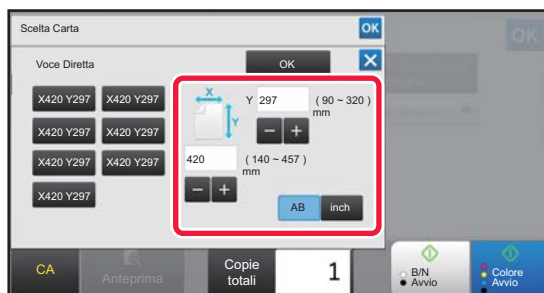 Scelta Carta
OK
OK
Voce Diretta
OK
X420 Y297
X420 Y297
X420 Y297
X420 Y297
X420 Y297
X420 Y297
X420 Y297
X
Y
Y 297 ( 90 ~ 320 )
mm
420 ( 140 ~ 457 )
mm
AB inch
CA
Anteprima
Copie
totali
1
B/N
Avvio
Colore
Avvio